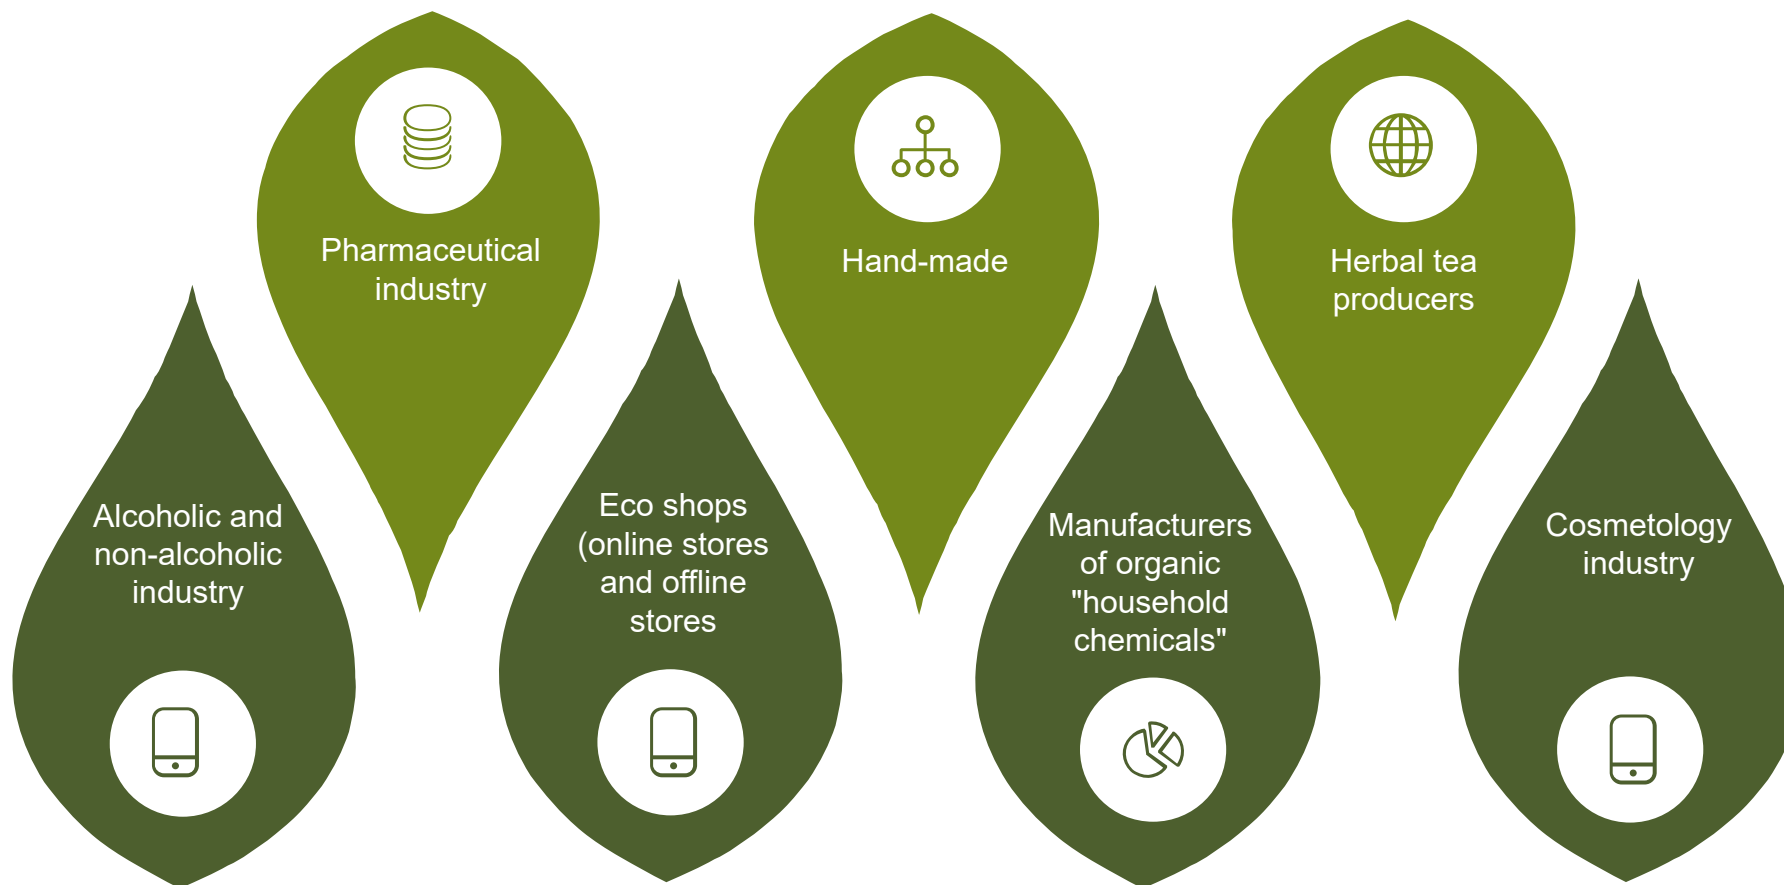 Pharmaceutical
industry
Hand-made
Herbal tea
producers
Alcoholic and
non-alcoholic
industry
Eco shops
(online stores
and offline
stores
Manufacturers
of organic
"household
chemicals"
Cosmetology
industry